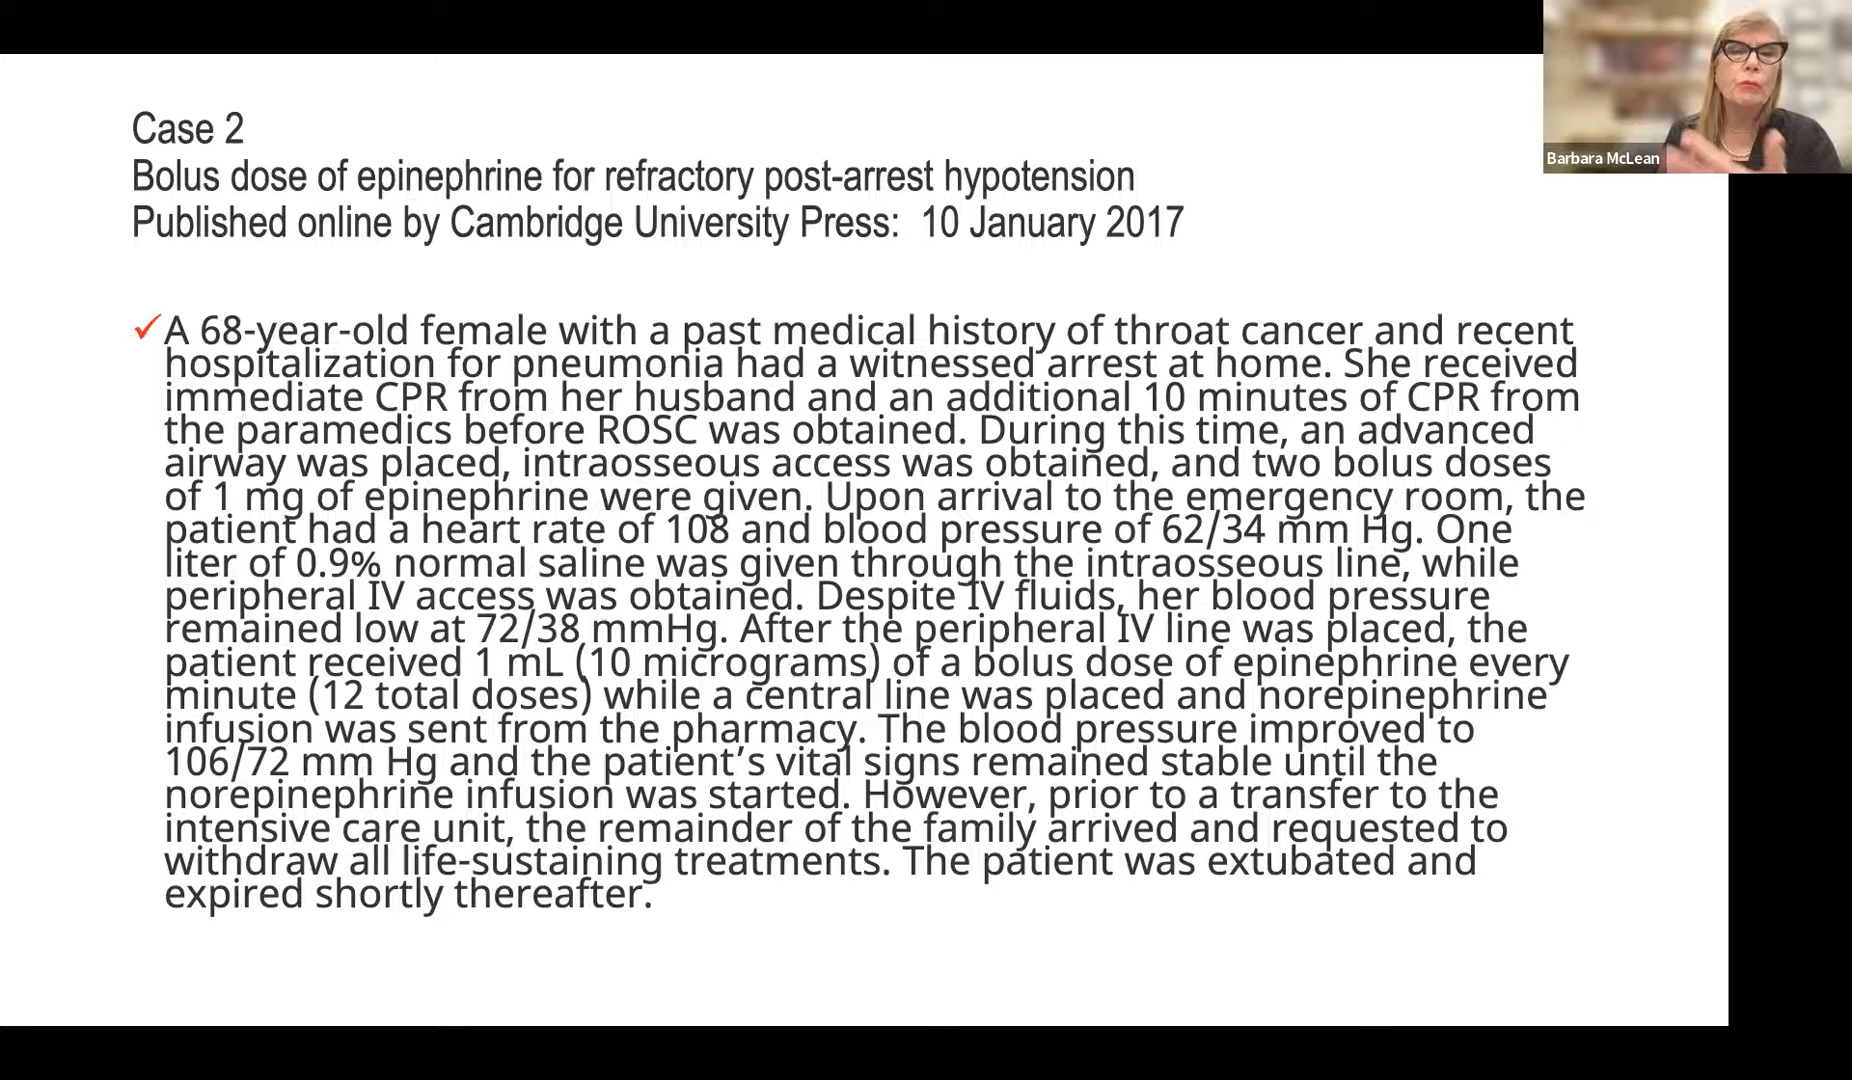 Barbara McLean
Case 2
Bolus dose of epinephrine for refractory post-arrest hypotension
Published online by Cambridge University Press:  10 January 2017
✓A 68-year-old female with a past medical history of throat cancer and recent
hospitalization for pneumonia had a witnessed arrest at home. She received
immediate CPR from her husband and an additional 10 minutes of CPR from
the paramedics before ROSC was obtained. During this time, an advanced
airway was placed, intraosseous access was obtained, and two bolus doses
of 1 mg of epinephrine were given. Upon arrival to the emergency room, the
patient had a heart rate of 108 and blood pressure of 62/34 mm Hg. One
liter of 0.9% normal saline was given through the intraosseous line, while
peripheral IV access was obtained. Despite IV fluids, her blood pressure
remained low at 72/38 mmHg. After the peripheral IV line was placed, the
patient received 1 mL (10 micrograms) of a bolus dose of epinephrine every
minute (12 total doses) while a central line was placed and norepinephrine
infusion was sent from the pharmacy. The blood pressure improved to
106/72 mm Hg and the patient’s vital signs remained stable until the
norepinephrine infusion was started. However, prior to a transfer to the
intensive care unit, the remainder of the family arrived and requested to
withdraw all life-sustaining treatments. The patient was extubated and
expired shortly thereafter.